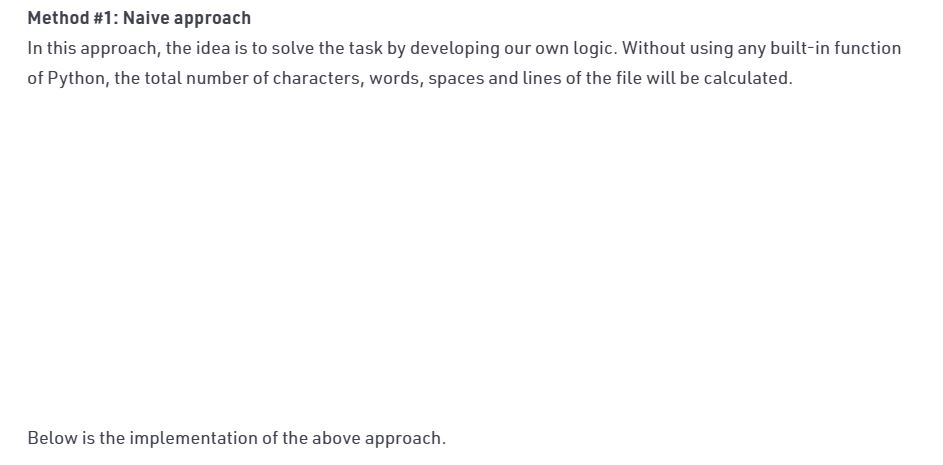 Method #1: Naive approach
In this approach, the idea is to solve the task by developing our own logic. Without using any built-in function
of Python, the total number of characters, words, spaces and lines of the file will be calculated.
Below is the implementation of the above approach.